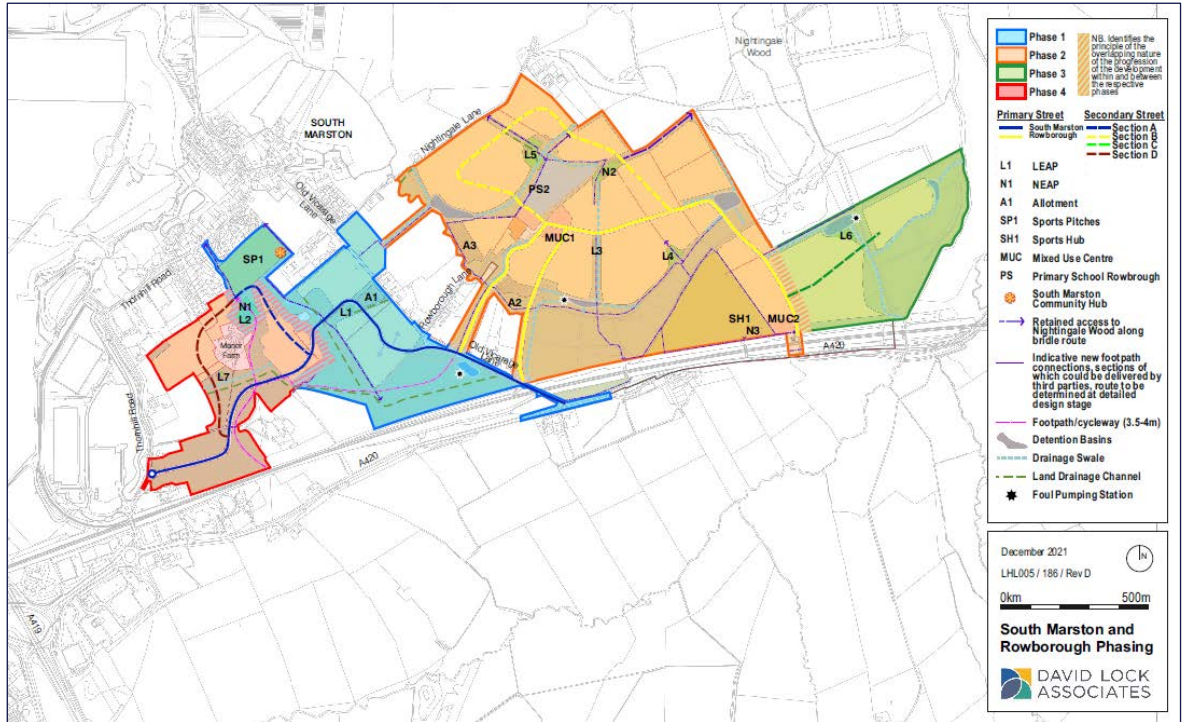 Nightingale
Wood
SOUTH
MARSTON
Nightingale Lane
Old Vicarage
Lane
Thornhill Road
SP1
N1
L2
Manor
Farm
L7
L1
A1
Rowborough Lane
Old Vicarage
Lane
L5
PS2
N2
MUC1
A3
A2
L3
L4
SH1
N3
MUC2
L6
A420
Thornhill Road
A420
A419
Phase 1
Phase 2
Phase 3
Phase 4
NB. Identifies the
principle of the
overlapping nature
of the progression
of the development
within and between
the respective
phases
Primary Street
South Marston
Rowborough
Secondary Street
Section A
Section B
Section C
Section D
L1 LEAP
N1 NEAP
A1 Allotment
SP1 Sports Pitches
SH1 Sports Hub
MUC Mixed Use Centre
PS Primary School Rowbrough
South Marston
Community Hub
Retained access to
Nightingale Wood along
bridle route
Indicative new footpath
connections, sections of
which could be delivered by
third parties, route to be
determined at detailed
design stage
Footpath/cycleway (3.5-4m)
Detention Basins
Drainage Swale
Land Drainage Channel
Foul Pumping Station
December 2021
N
LHL005 / 186 / Rev D
0km 500m
South Marston and
Rowborough Phasing
DAVID LOCK
ASSOCIATES